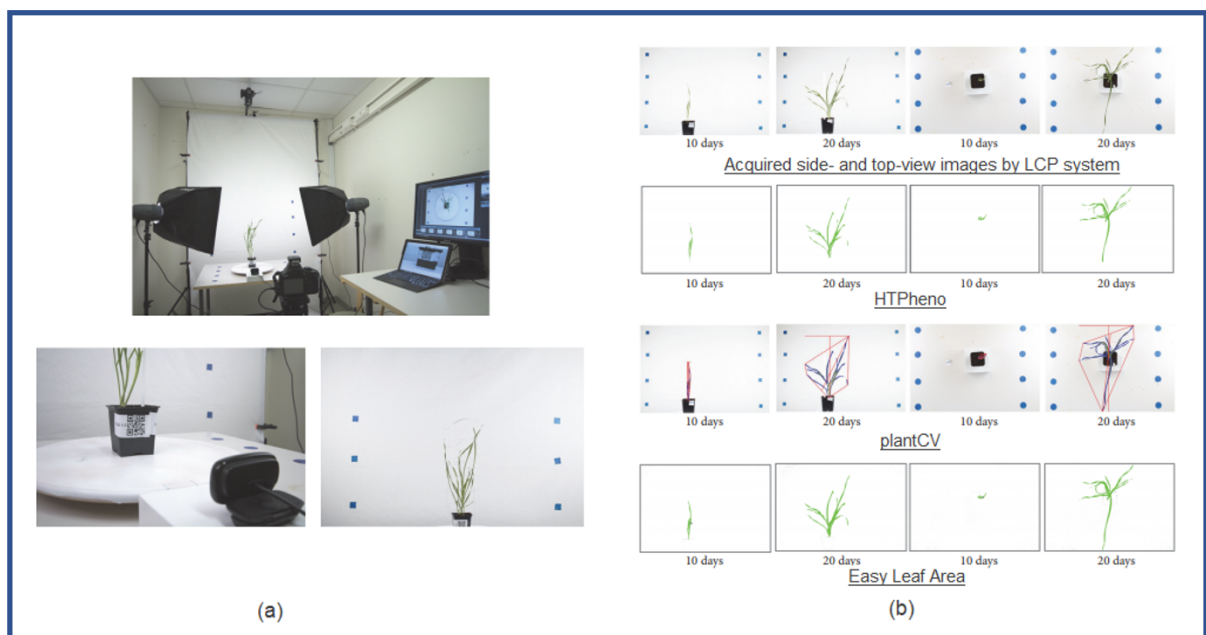 10 days 20 days 10 days 20 days
Acquired side- and top-view images by LCP system
10 days 20 days 10 days 20 days
HTPheno
10 days 20 days 10 days 20 days
plantCV
10 days 20 days 10 days 20 days
Easy Leaf Area
(a)
(b)